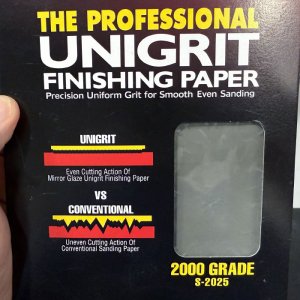 THE PROFESSIONAL
UNIGRIT
FINISHING PAPER
Precision Uniform Grit for Smooth Even Sanding
UNIGRIT
Even Cutting Action Of
Mirror Glaze Unigrit Finishing Paper
VS
CONVENTIONAL
Uneven Cutting Action Of
Conventional Sanding Paper
2000 GRADE
S-2025